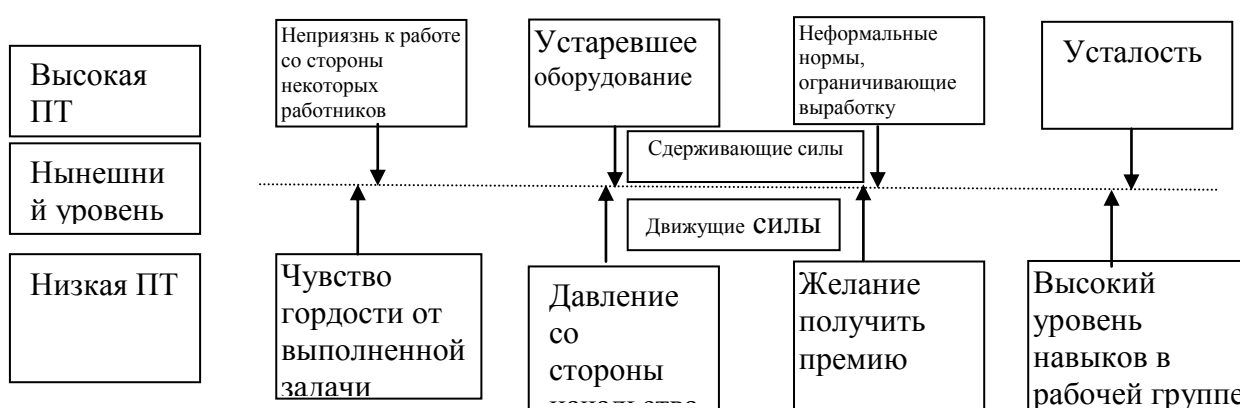 Неприязнь к работе
со стороны
некоторых
работников
Устаревшее
оборудование
Неформальные
нормы,
ограничивающие
выработку
Усталость
Высокая
ПТ
Сдерживающие силы
Нынешни
й уровень
Движущие силы
Низкая ПТ
Чувство
гордости от
выполненной
задачи
Давление
со
стороны
Желание
получить
премию
Высокий
уровень
навыков в
рабочей группе